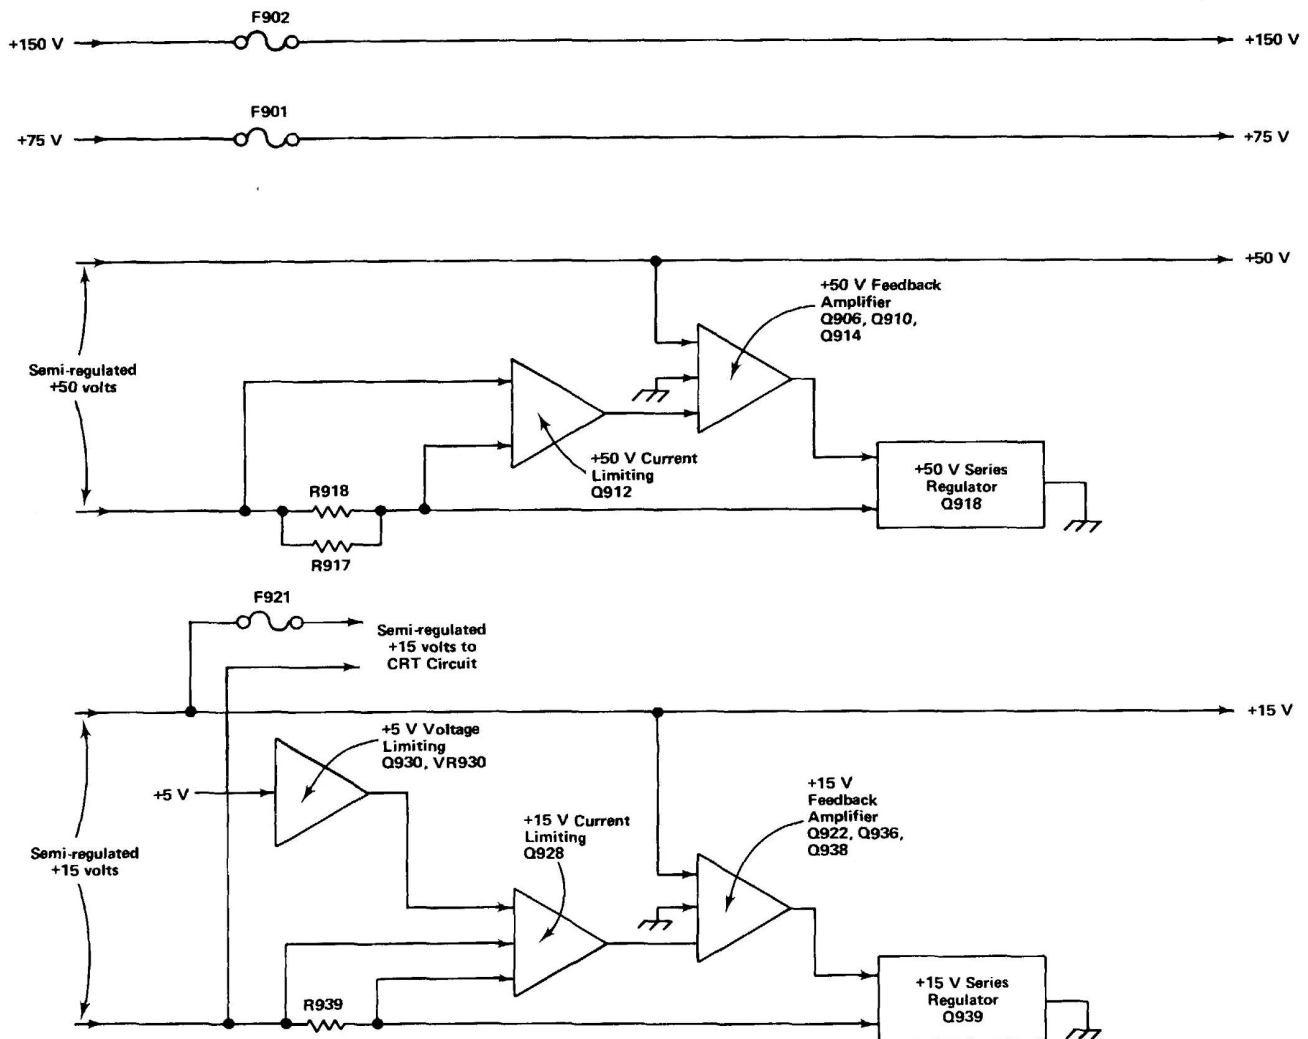 F902
+150 V
+150 V
F901
+75 V
+75 V
+50 V
+50 V Feedback
Amplifier
Q906, Q910,
Q914
Semi-regulated
+50 volts
+50 V Current
Limiting
Q912
+50 V Series
Regulator
Q918
R918
R917
F921
Semi-regulated
+15 volts to
CRT Circuit
+15 V
+5 V Voltage
Limiting
Q930, VR930
+5 V
+15 V
Feedback
Amplifier
Q922, Q936,
Q938
+15 V Current
Limiting
Q928
Semi-regulated
+15 volts
R939
+15 V Series
Regulator
Q939